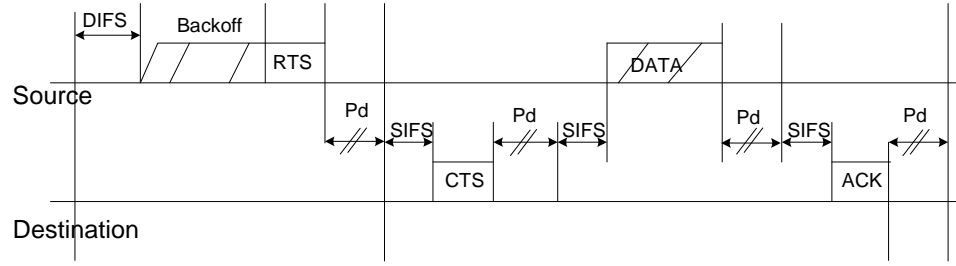 DIFS
Backoff
RTS
DATA
Source
Pd
SIFS
Pd
SIFS
Pd
SIFS
Pd
CTS
ACK
Destination